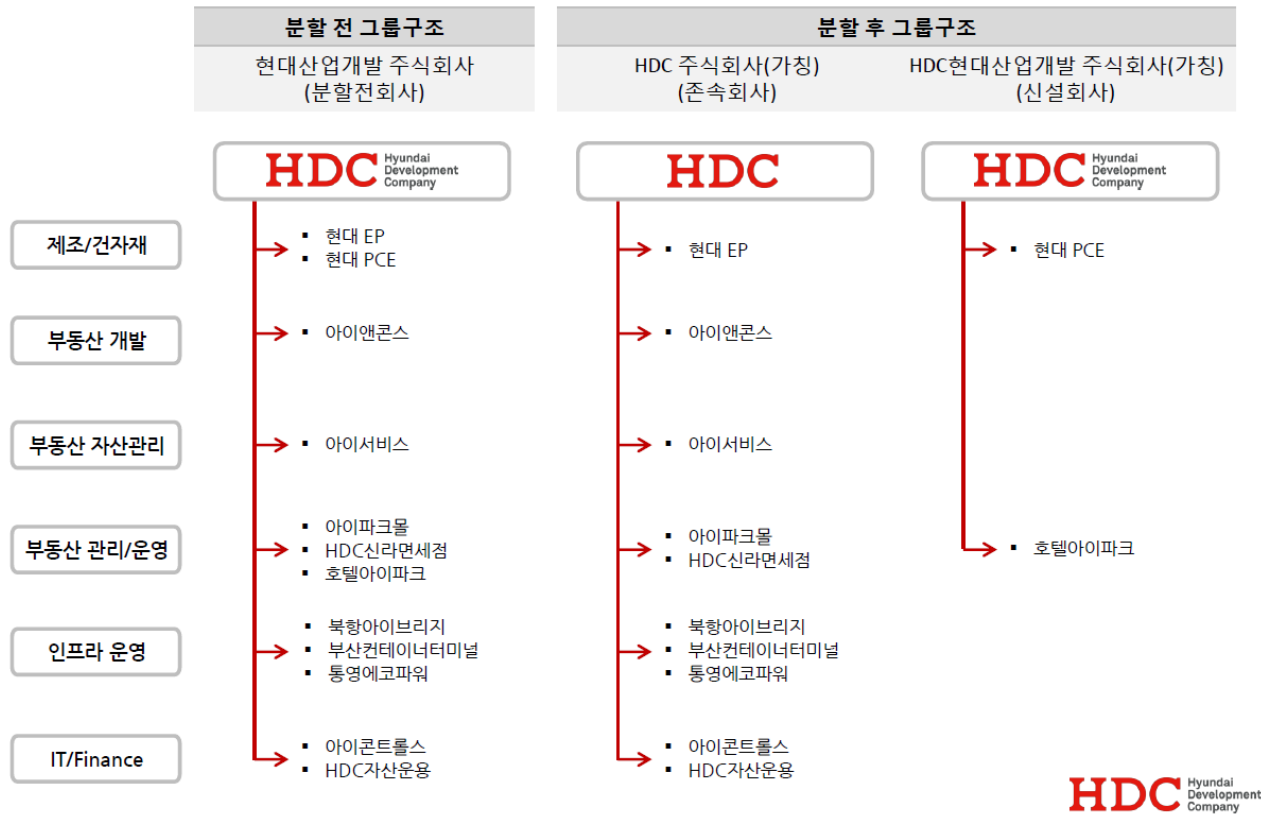 분할 전 그룹구조
분할 후 그룹구조
현대산업개발 주식회사
(분할전회사)
HDC 주식회사(가칭)
(존속회사)
HDC현대산업개발 주식회사(가칭)
(신설회사)
HDC Hyundai
Development
Company
HDC
HDC Hyundai
Development
Company
제조/건자재
▪ 현대 EP
▪ 현대 PCE
▪ 현대 EP
▪ 현대 PCE
부동산 개발
▪ 아이앤콘스
▪ 아이앤콘스
부동산 자산관리
▪ 아이서비스
▪ 아이서비스
부동산 관리/운영
▪ 아이파크몰
▪ HDC신라면세점
▪ 호텔아이파크
▪ 아이파크몰
▪ HDC신라면세점
▪ 호텔아이파크
인프라 운영
▪ 북항아이브리지
▪ 부산컨테이너터미널
▪ 통영에코파워
▪ 북항아이브리지
▪ 부산컨테이너터미널
▪ 통영에코파워
IT/Finance
▪ 아이콘트롤스
▪ HDC자산운용
▪ 아이콘트롤스
▪ HDC자산운용
HDC Hyundai
Development
Company